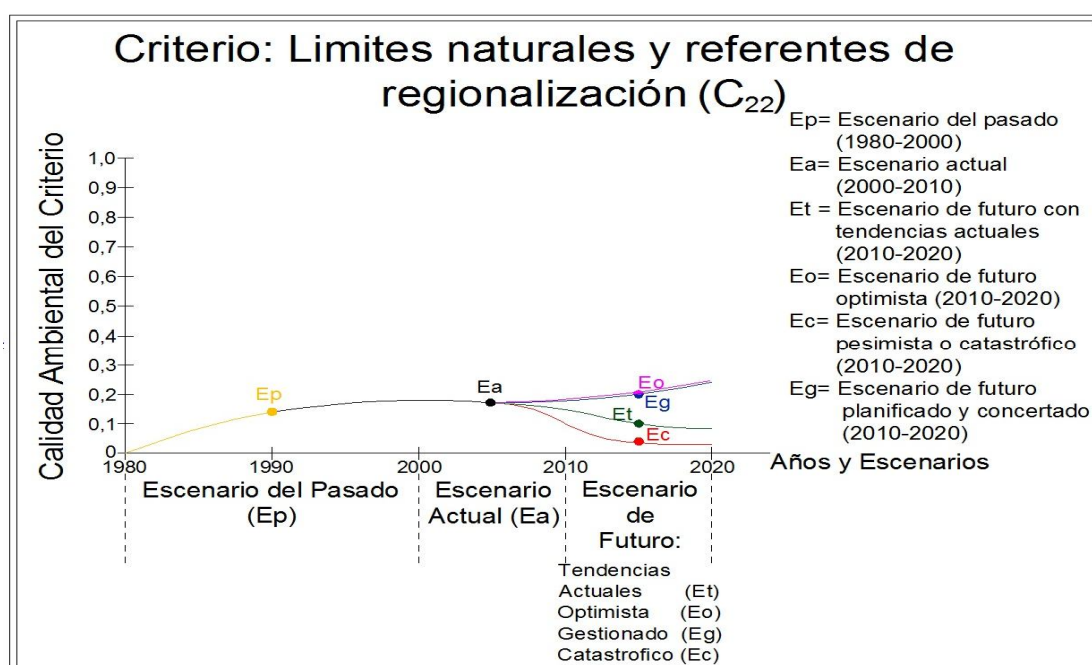 Criterio: Limites naturales y referentes de
regionalización (C₂₂)
Calidad Ambiental del Criterio
1,0
0,9
0,8
0,7
0,6
0,5
0,4
0,3
0,2
0,1
0
Ep
Ea
Eo
Eg
Et
Ec
1980
1990
2000
2010
2020
Años y Escenarios
Escenario del Pasado
(Ep)
Escenario
Actual (Ea)
Escenario
de
Futuro:
Tendencias
Actuales (Et)
Optimista (Eo)
Gestionado (Eg)
Catastrofico (Ec)
Ep= Escenario del pasado
(1980-2000)
Ea= Escenario actual
(2000-2010)
Et = Escenario de futuro con
tendencias actuales
(2010-2020)
Eo= Escenario de futuro
optimista (2010-2020)
Ec= Escenario de futuro
pesimista o catastrófico
(2010-2020)
Eg= Escenario de futuro
planificado y concertado
(2010-2020)